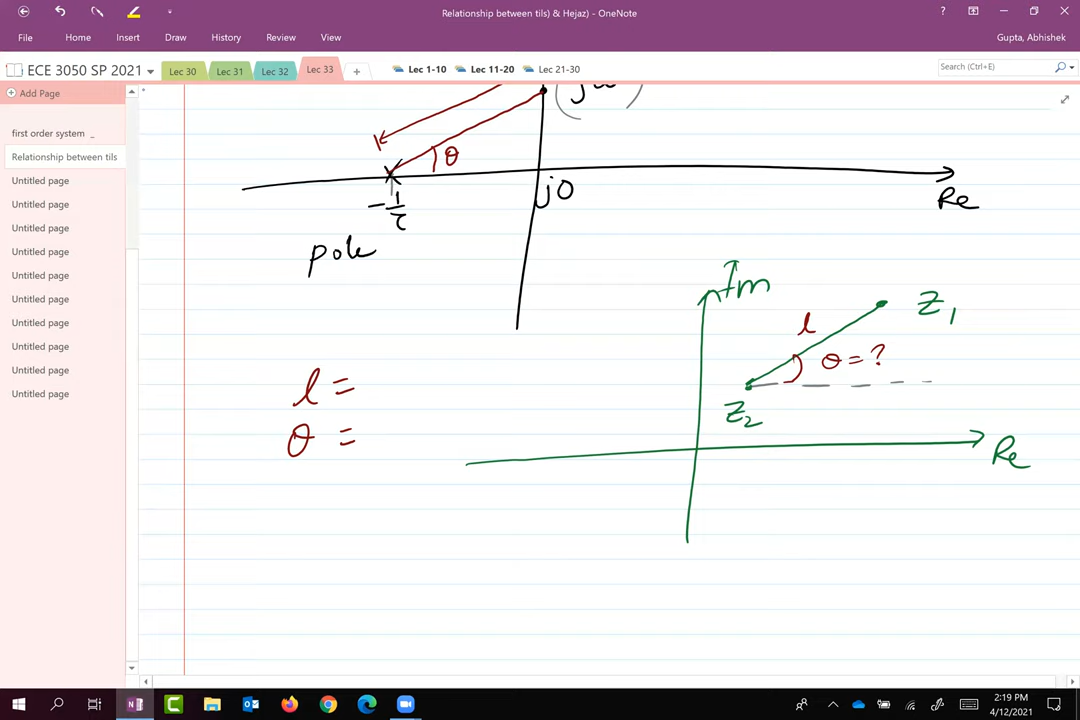 Relationship between tils) & Hejaz) - OneNote
?
File
Home
Insert
Draw
History
Review
View
Gupta, Abhishek
ECE 3050 SP 2021
Lec 30
Lec 31
Lec 32
Lec 33
+
Lec 1-10
Lec 11-20
Lec 21-30
Search (Ctrl+E)
Add Page
first order system _
Relationship between tils
Untitled page
Untitled page
Untitled page
Untitled page
Untitled page
Untitled page
Untitled page
Untitled page
Untitled page
Untitled page
θ
j0
Re
-1/τ
pole
Im
Z1
l
θ = ?
Z2
Re
l =
θ =
2:19 PM
4/12/2021